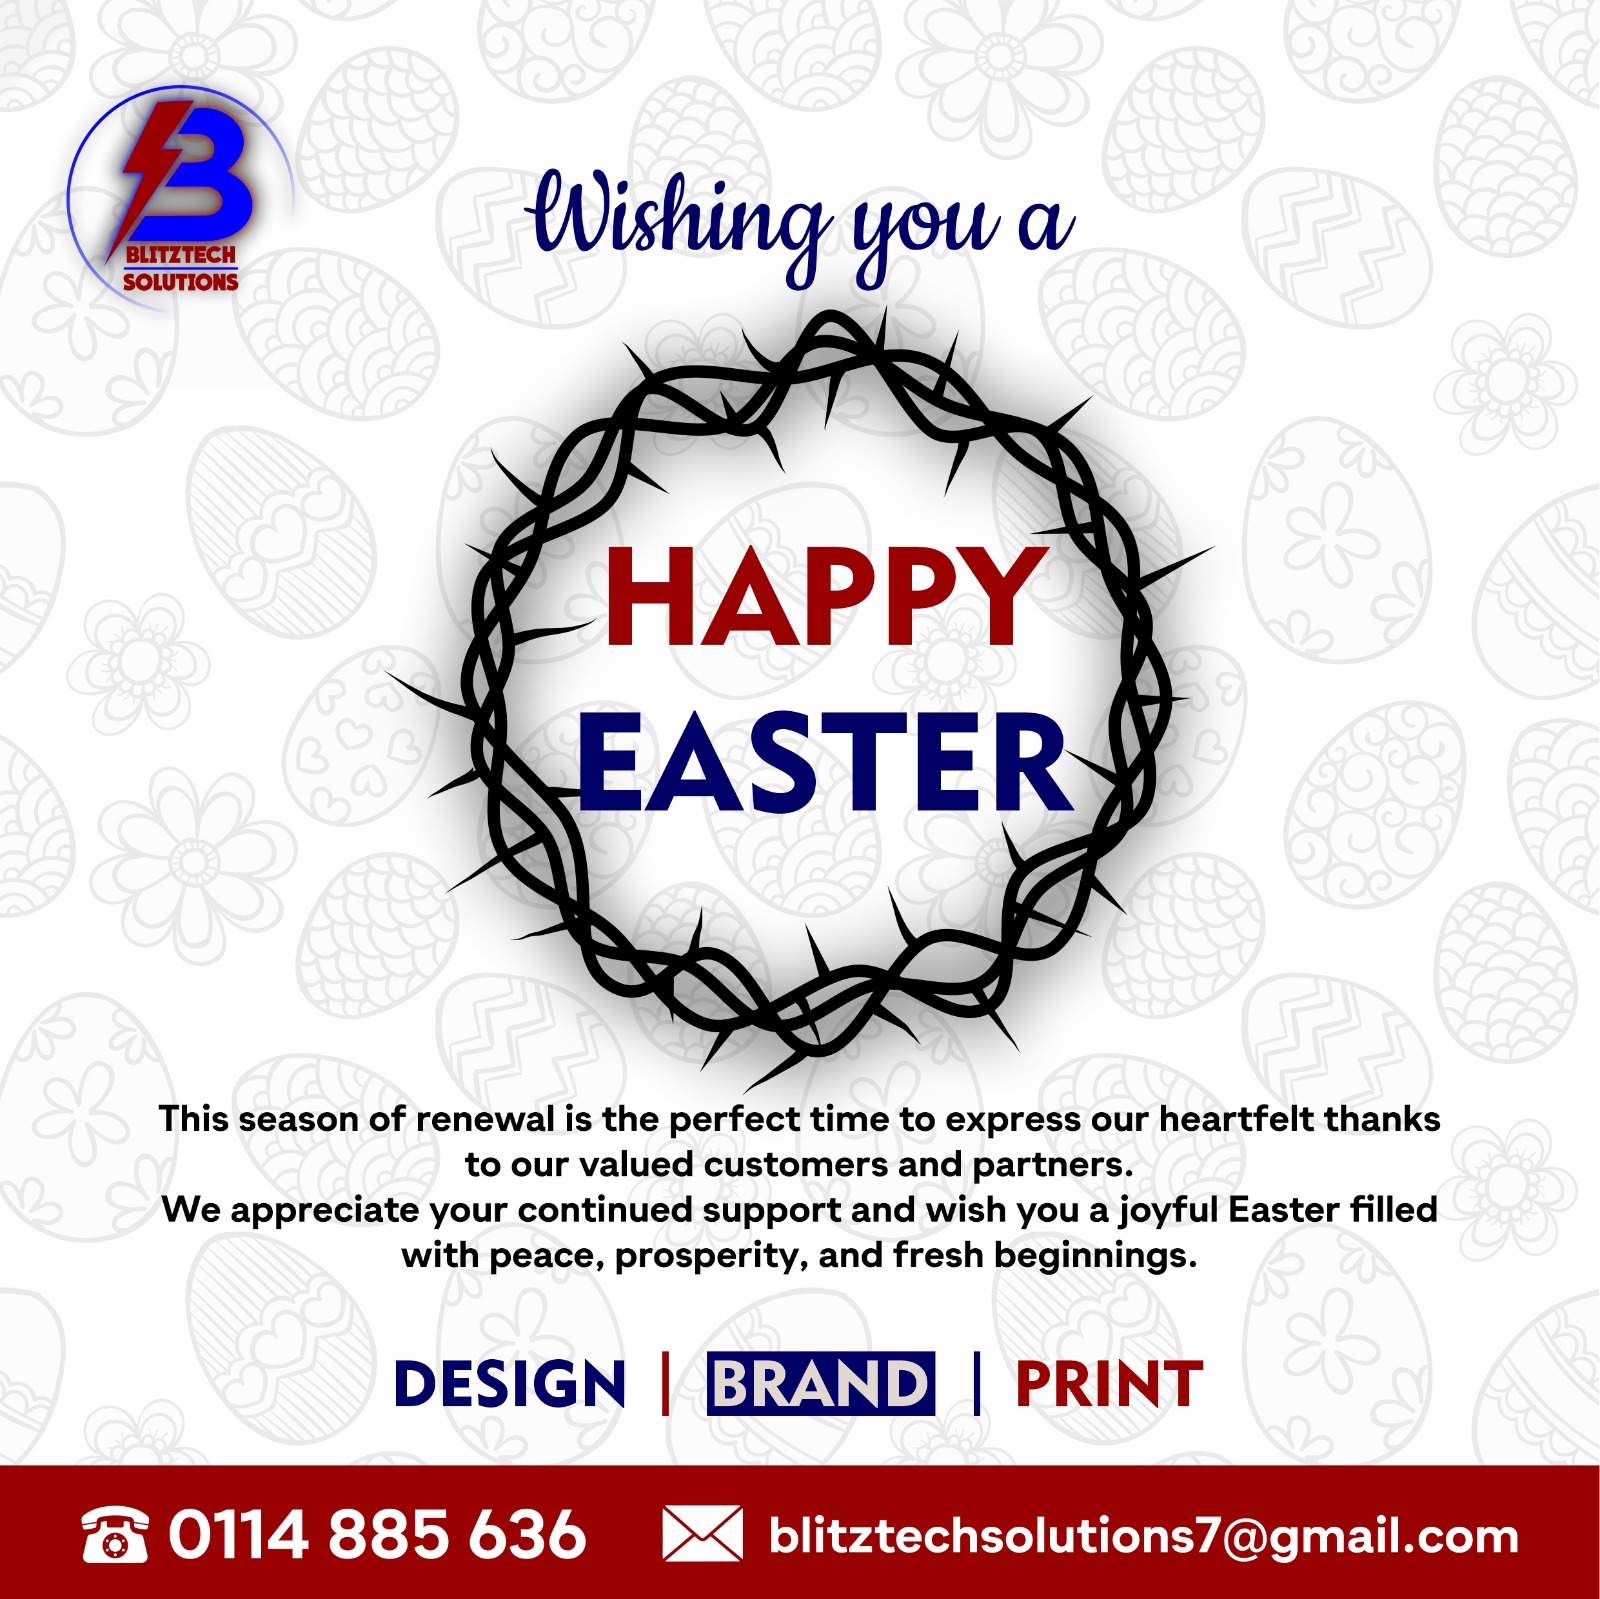 BLITZTECH
SOLUTIONS
Wishing you a
HAPPY
EASTER
This season of renewal is the perfect time to express our heartfelt thanks
to our valued customers and partners.
We appreciate your continued support and wish you a joyful Easter filled
with peace, prosperity, and fresh beginnings.
DESIGN | BRAND | PRINT
0114 885 636 blitztechsolutions7@gmail.com